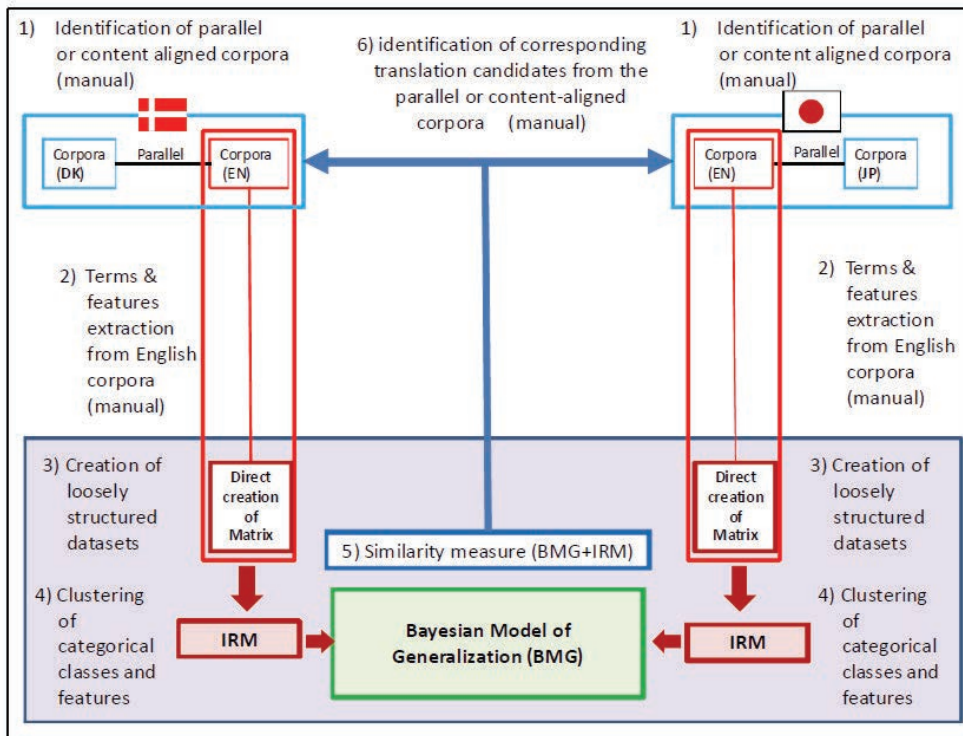 1) Identification of parallel
or content aligned corpora
(manual)
6) identification of corresponding
translation candidates from the
parallel or content-aligned
corpora (manual)
1) Identification of parallel
or content aligned corpora
(manual)
Corpora
(DK)
Parallel
Corpora
(EN)
Corpora
(EN)
Parallel
Corpora
(JP)
2) Terms &
features
extraction
from English
corpora
(manual)
2) Terms &
features
extraction
from English
corpora
(manual)
3) Creation of
loosely
structured
datasets
Direct
creation
of
Matrix
Direct
creation
of
Matrix
3) Creation of
loosely
structured
datasets
5) Similarity measure (BMG+IRM)
4) Clustering
of
categorical
classes and
features
IRM
Bayesian Model of
Generalization (BMG)
IRM
4) Clustering
of
categorical
classes and
features